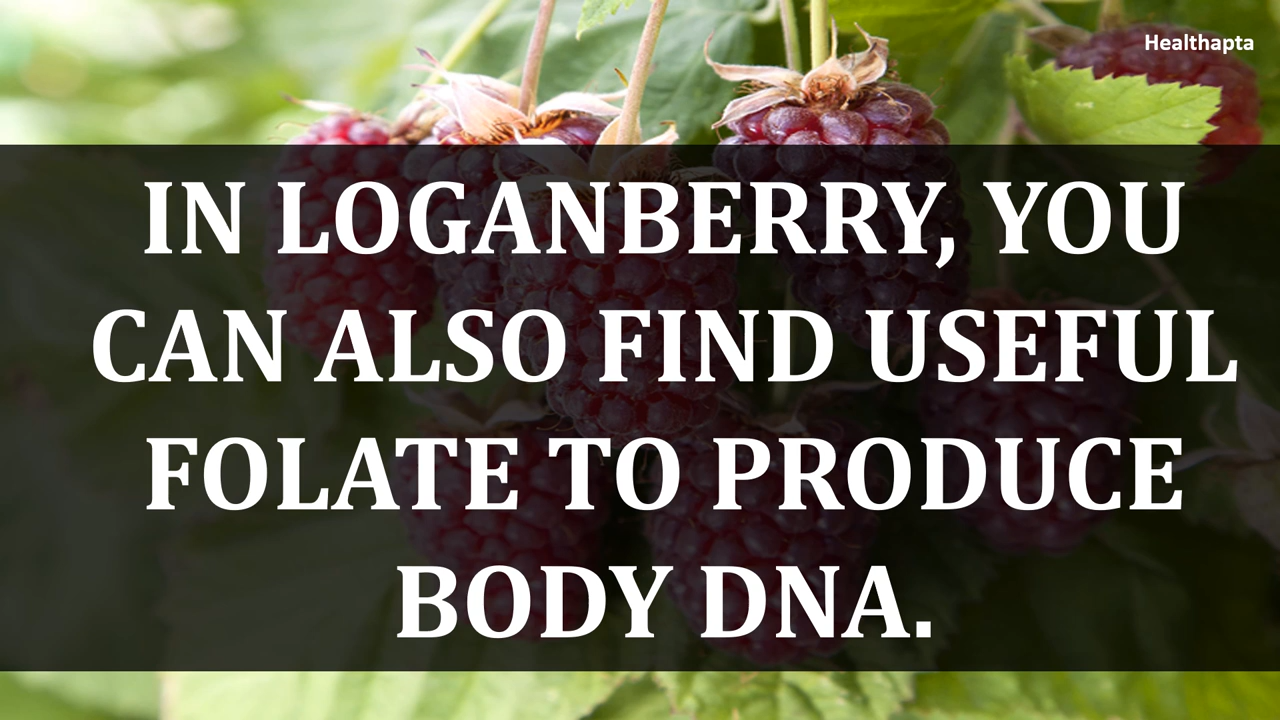 Healthapta
IN LOGANBERRY, YOU
CAN ALSO FIND USEFUL
FOLATE TO PRODUCE
BODY DNA.